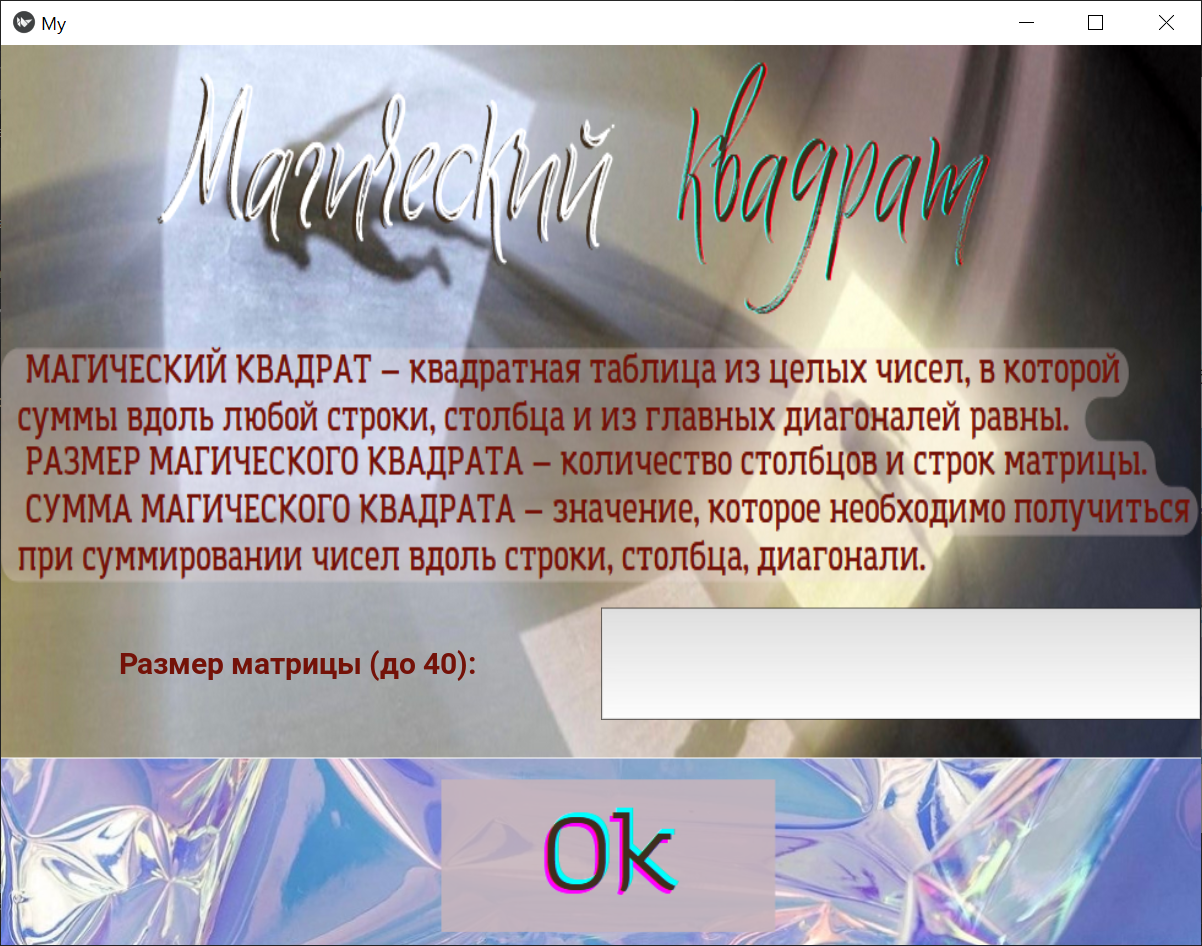 My
Магический Квадрат
МАГИЧЕСКИЙ КВАДРАТ – квадратная таблица из целых чисел, в которой
суммы вдоль любой строки, столбца и из главных диагоналей равны.
РАЗМЕР МАГИЧЕСКОГО КВАДРАТА – количество столбцов и строк матрицы.
СУММА МАГИЧЕСКОГО КВАДРАТА – значение, которое необходимо получиться
при суммировании чисел вдоль строки, столбца, диагонали.
Размер матрицы (до 40):
Ok